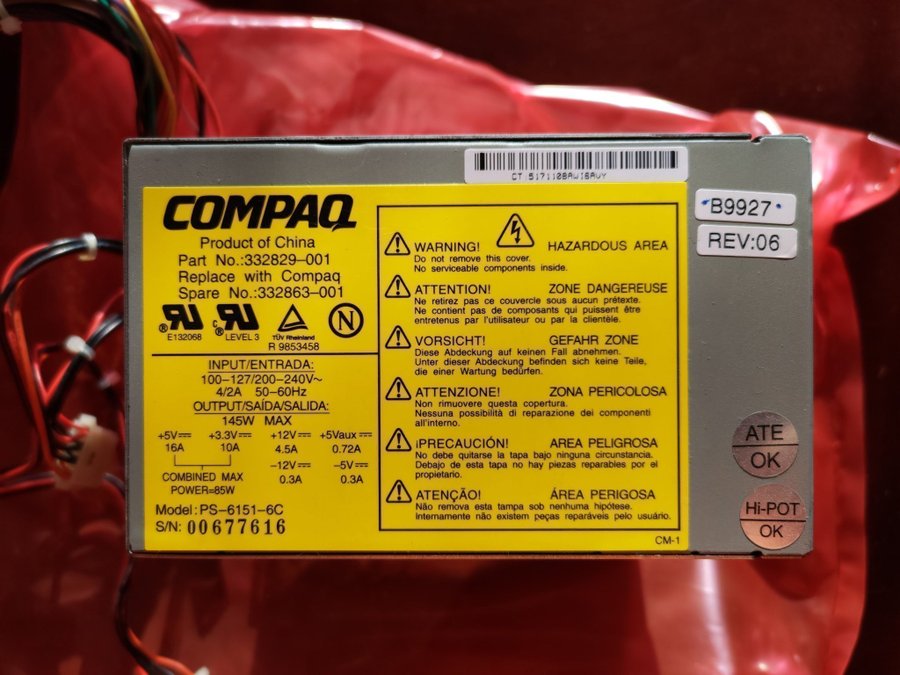 CT 5171108AWI6AVY
COMPAQ
Product of China
Part No.:332829-001
Replace with Compaq
Spare No.:332863-001
E132068
LEVEL 3
TÜV Rheinland
R 9853458
N
INPUT/ENTRADA:
100-127/200-240V~
4/2A 50-60Hz
OUTPUT/SAÍDA/SALIDA:
145W MAX
+5V +3.3V +12V +5Vaux
16A 10A 4.5A 0.72A
-12V -5V
0.3A 0.3A
COMBINED MAX
POWER=85W
Model: PS-6151-6C
S/N: 00677616
WARNING! HAZARDOUS AREA
Do not remove this cover.
No serviceable components inside.
ATTENTION! ZONE DANGEREUSE
Ne retirez pas ce couvercie sous aucun prétexte.
Ne contient pas de composants qui puissent être
entretenus par l'utilisateur ou par la clientèle.
VORSICHT! GEFAHR ZONE
Diese Abdeckung auf keinen Fall abnehmen.
Unter dieser Abdeckung befinden sich keine Teile,
die einer Wartung bedürfen.
ATTENZIONE! ZONA PERICOLOSA
Non rimuovere questa copertura.
Nessuna possibilità di reparazione dei componenti
all'interno.
¡PRECAUCIÓN! AREA PELIGROSA
No debe quitarse la tapa bajo ninguna circunstancia.
Debajo de esta tapa no hay piezas reparables por el
propietario.
ATENÇÃO! ÁREA PERIGOSA
Não remova esta tampa sob nenhuma hipótese.
Internamente não existem peças reparáveis pelo usuário.
CM-1
B9927
REV:06
ATE
OK
Hi-POT
OK